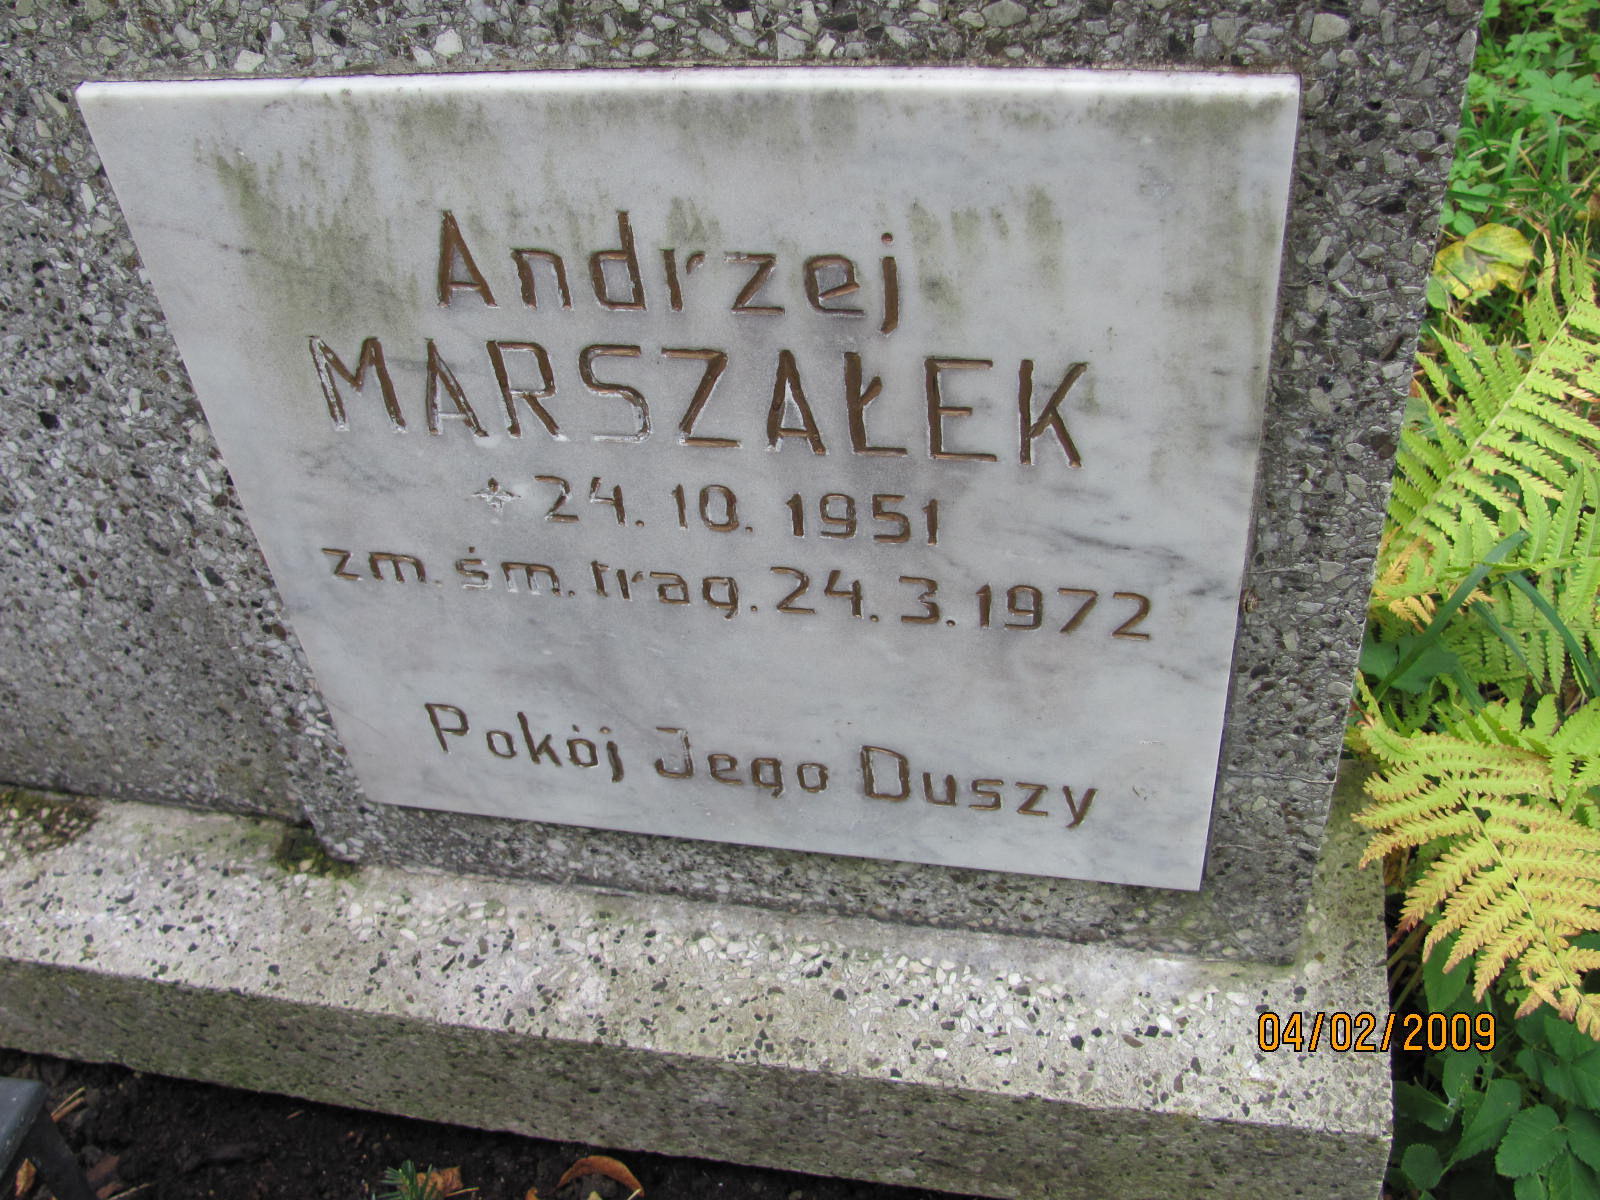 Andrzej
MARSZAŁEK
* 24. 10. 1951
zm. śm. trag. 24. 3. 1972
Pokój Jego Duszy
04/02/2009